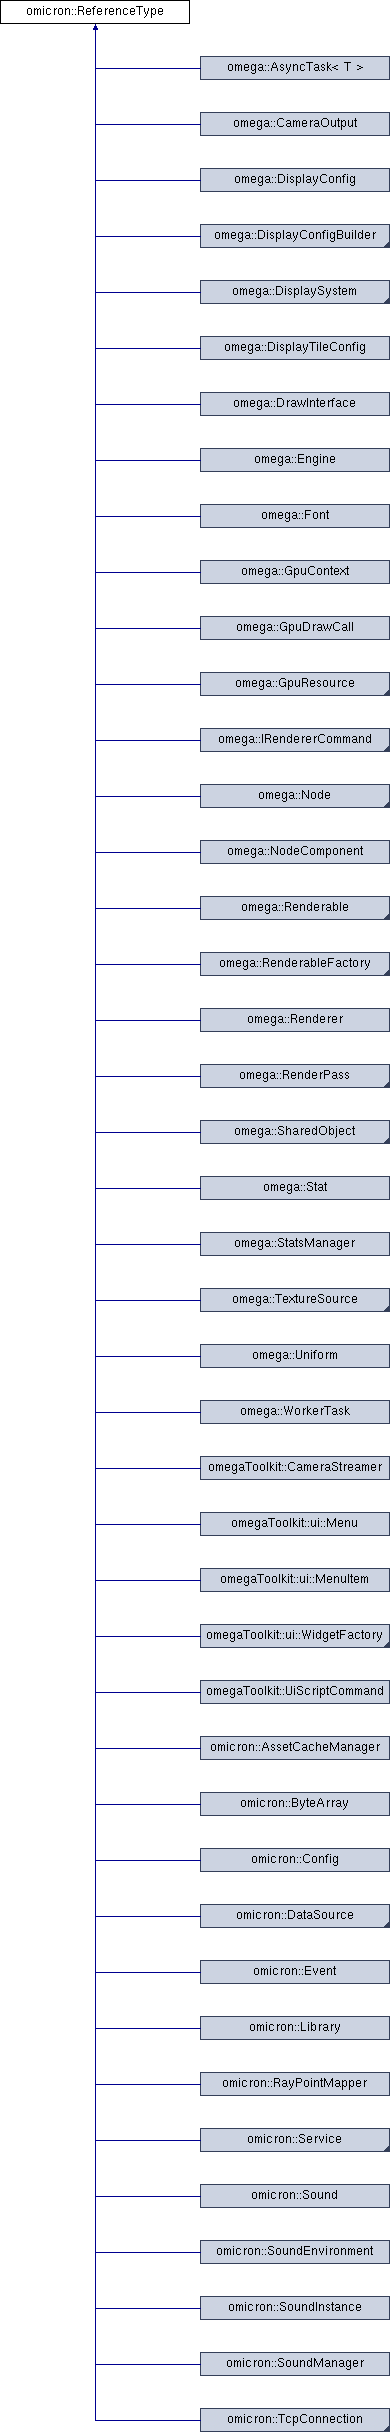 omicron::ReferenceType
omega::AsyncTask< T >
omega::CameraOutput
omega::DisplayConfig
omega::DisplayConfigBuilder
omega::DisplaySystem
omega::DisplayTileConfig
omega::DrawInterface
omega::Engine
omega::Font
omega::GpuContext
omega::GpuDrawCall
omega::GpuResource
omega::IRendererCommand
omega::Node
omega::NodeComponent
omega::Renderable
omega::RenderableFactory
omega::Renderer
omega::RenderPass
omega::SharedObject
omega::Stat
omega::StatsManager
omega::TextureSource
omega::Uniform
omega::WorkerTask
omegaToolkit::CameraStreamer
omegaToolkit::ui::Menu
omegaToolkit::ui::MenuItem
omegaToolkit::ui::WidgetFactory
omegaToolkit::UiScriptCommand
omicron::AssetCacheManager
omicron::ByteArray
omicron::Config
omicron::DataSource
omicron::Event
omicron::Library
omicron::RayPointMapper
omicron::Service
omicron::Sound
omicron::SoundEnvironment
omicron::SoundInstance
omicron::SoundManager
omicron::TcpConnection